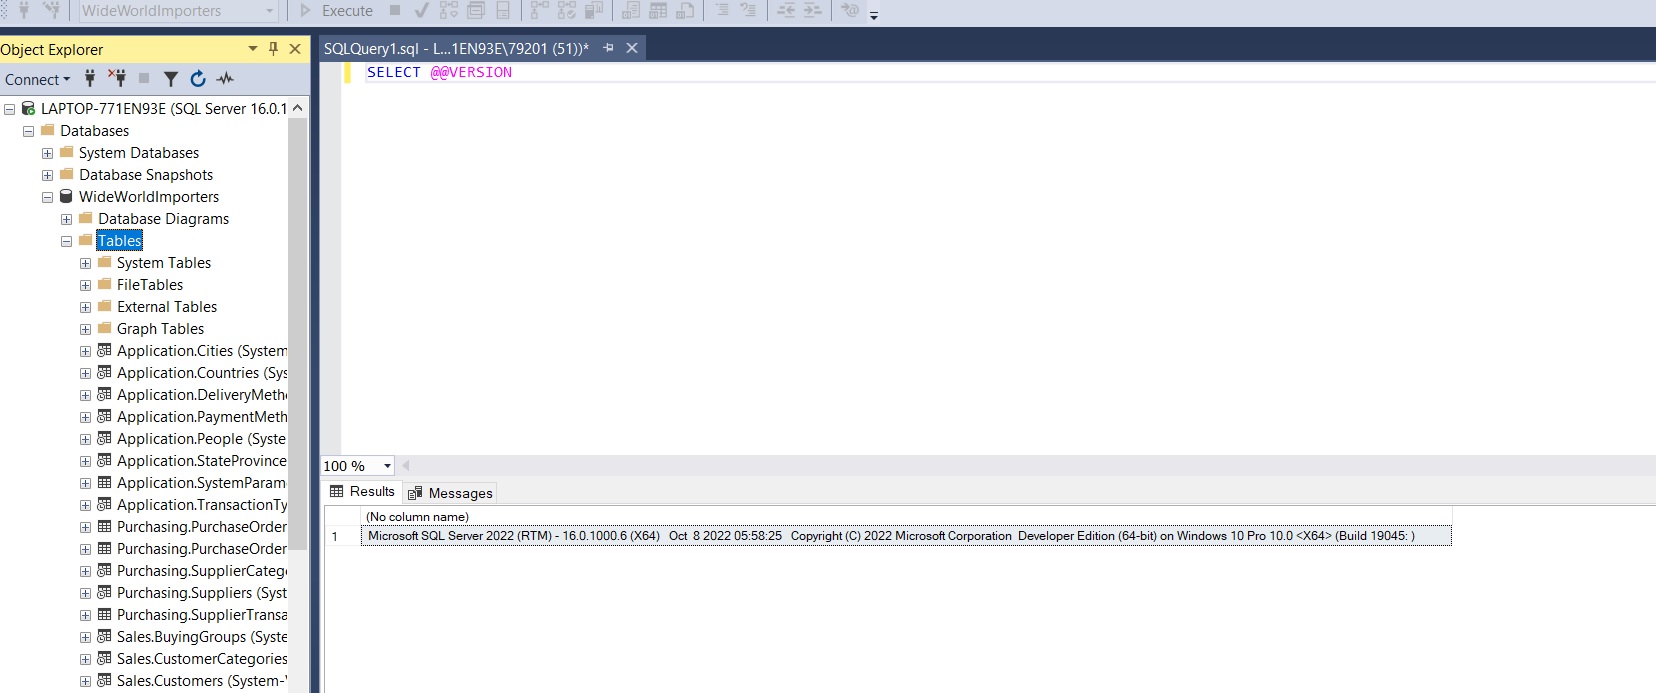 WideWorldImporters
Execute
Object Explorer
Connect
LAPTOP-771EN93E (SQL Server 16.0.1
Databases
System Databases
Database Snapshots
WideWorldImporters
Database Diagrams
Tables
System Tables
FileTables
External Tables
Graph Tables
Application.Cities (System
Application.Countries (Sys
Application.DeliveryMeth
Application.PaymentMeth
Application.People (Syste
Application.StateProvince
Application.SystemParam
Application.TransactionTy
Purchasing.PurchaseOrder
Purchasing.PurchaseOrder
Purchasing.SupplierCateg
Purchasing.Suppliers (Syst
Purchasing.SupplierTransa
Sales.BuyingGroups (Syste
Sales.CustomerCategories
Sales.Customers (System-
SQLQuery1.sql - L...1EN93E\79201 (51))*
SELECT @@VERSION
100 %
Results
Messages
(No column name)
1 Microsoft SQL Server 2022 (RTM) - 16.0.1000.6 (X64) Oct 8 2022 05:58:25 Copyright (C) 2022 Microsoft Corporation Developer Edition (64-bit) on Windows 10 Pro 10.0 <X64> (Build 19045: )